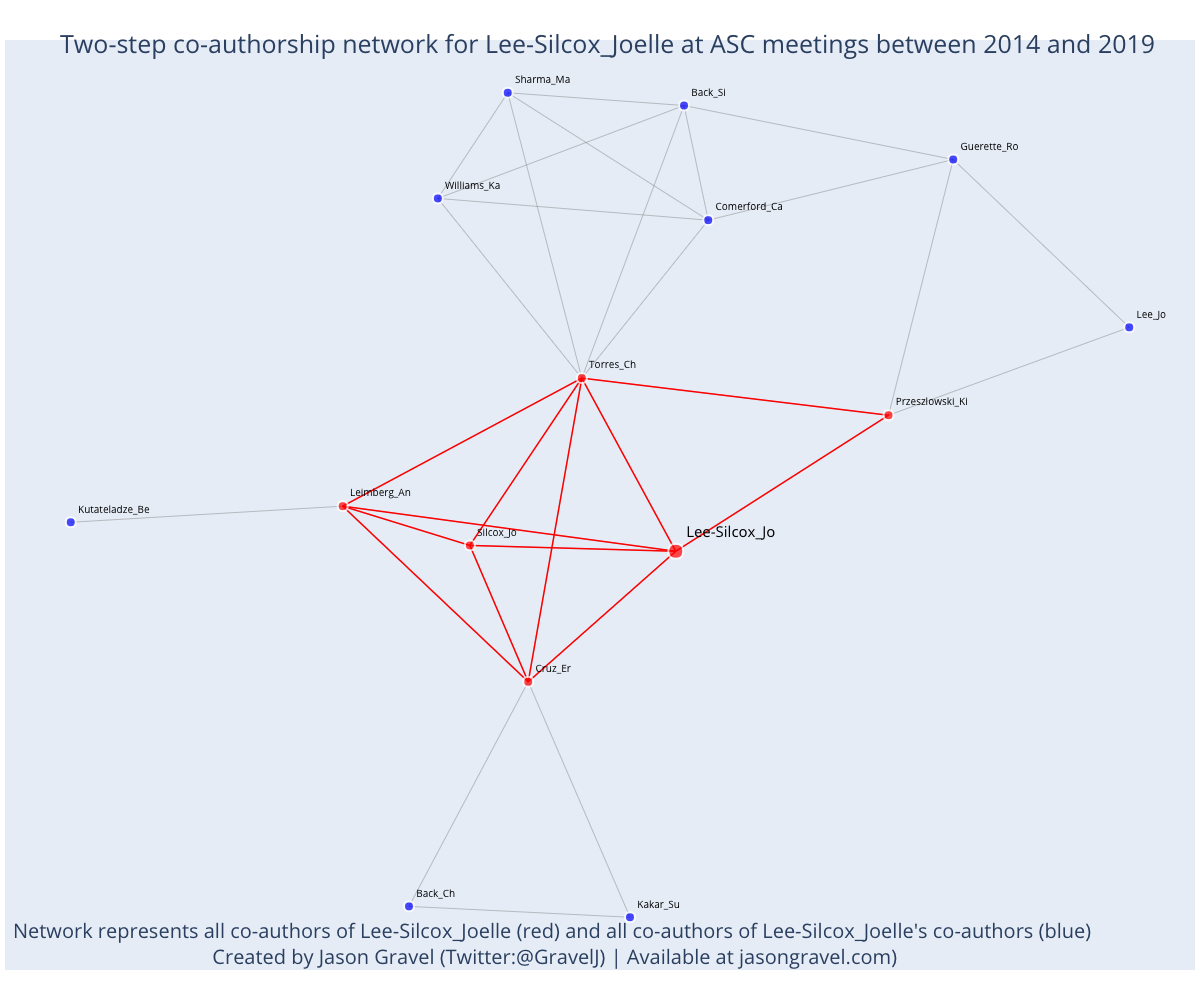 Two-step co-authorship network for Lee-Silcox_Joelle at ASC meetings between 2014 and 2019
Sharma_Ma
Back_Si
Guerette_Ro
Williams_Ka
Comerford_Ca
Lee_Jo
Torres_Ch
Przeszlowski_Ki
Leimberg_An
Kutateladze_Be
Silcox_Jo
Lee-Silcox_Jo
Cruz_Er
Back_Ch
Kakar_Su
Network represents all co-authors of Lee-Silcox_Joelle (red) and all co-authors of Lee-Silcox_Joelle's co-authors (blue)
Created by Jason Gravel (Twitter:@GravelJ) | Available at jasongravel.com)